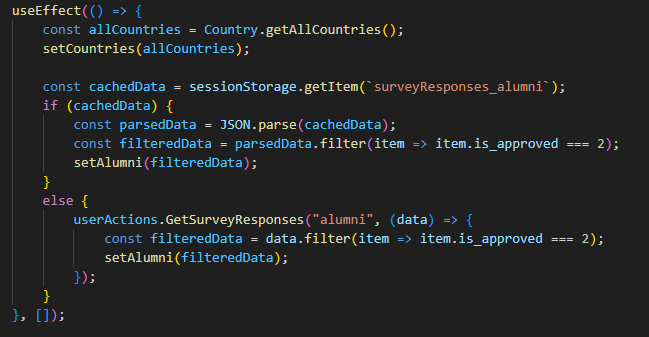 useEffect(() => {
    const allCountries = Country.getAllCountries();
    setCountries(allCountries);

    const cachedData = sessionStorage.getItem(`surveyResponses_alumni`);
    if (cachedData) {
        const parsedData = JSON.parse(cachedData);
        const filteredData = parsedData.filter(item => item.is_approved === 2);
        setAlumni(filteredData);
    }
    else {
        userActions.GetSurveyResponses("alumni", (data) => {
            const filteredData = data.filter(item => item.is_approved === 2);
            setAlumni(filteredData);
        });
    }
}, []);